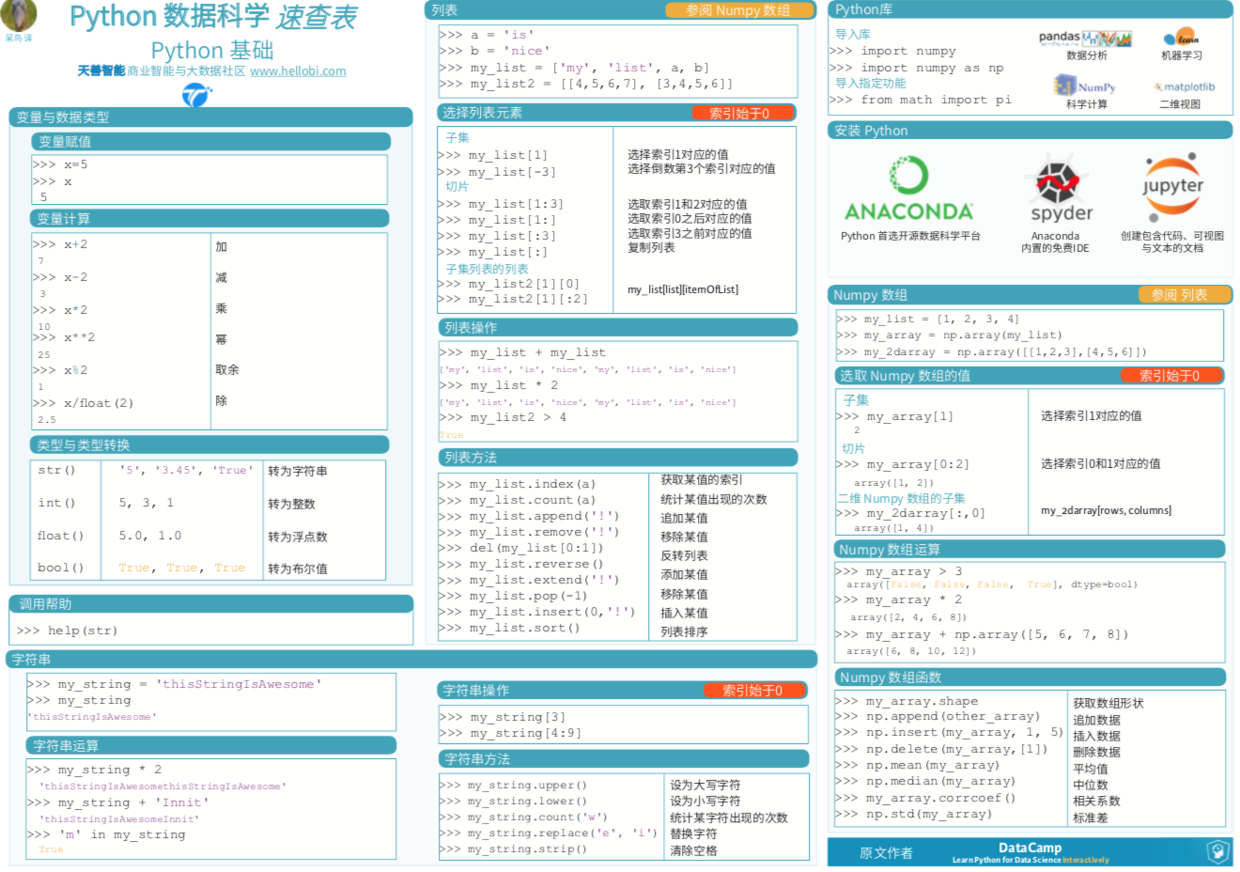 呆鸟 译
Python 数据科学 速查表
Python 基础
天善智能 商业智能与大数据社区 www.hellobi.com
变量与数据类型
变量赋值
>>> x=5
>>> x
5
变量计算
>>> x+2 加
7
>>> x-2 减
3
>>> x*2 乘
10
>>> x**2 幂
25
>>> x%2 取余
1
>>> x/float(2) 除
2.5
类型与类型转换
str() '5', '3.45', 'True' 转为字符串
int() 5, 3, 1 转为整数
float() 5.0, 1.0 转为浮点数
bool() True, True, True 转为布尔值
调用帮助
>>> help(str)
字符串
>>> my_string = 'thisStringIsAwesome'
>>> my_string
'thisStringIsAwesome'
字符串运算
>>> my_string * 2
'thisStringIsAwesomethisStringIsAwesome'
>>> my_string + 'Innit'
'thisStringIsAwesomeInnit'
>>> 'm' in my_string
True
列表 参阅 Numpy 数组
>>> a = 'is'
>>> b = 'nice'
>>> my_list = ['my', 'list', a, b]
>>> my_list2 = [[4,5,6,7], [3,4,5,6]]
选择列表元素 索引始于0
子集
>>> my_list[1] 选择索引1对应的值
>>> my_list[-3] 选择倒数第3个索引对应的值
切片
>>> my_list[1:3] 选取索引1和2对应的值
>>> my_list[1:] 选取索引0之后对应的值
>>> my_list[:3] 选取索引3之前对应的值
>>> my_list[:] 复制列表
子集列表的列表
>>> my_list2[1][0] my_list[list][itemOfList]
>>> my_list2[1][:2]
列表操作
>>> my_list + my_list
['my', 'list', 'is', 'nice', 'my', 'list', 'is', 'nice']
>>> my_list * 2
['my', 'list', 'is', 'nice', 'my', 'list', 'is', 'nice']
>>> my_list2 > 4
True
列表方法
>>> my_list.index(a) 获取某值的索引
>>> my_list.count(a) 统计某值出现的次数
>>> my_list.append('!') 追加某值
>>> my_list.remove('!') 移除某值
>>> del(my_list[0:1]) 反转列表
>>> my_list.reverse() 添加某值
>>> my_list.extend('!') 移除某值
>>> my_list.pop(-1) 插入某值
>>> my_list.insert(0,'!') 列表排序
>>> my_list.sort()
字符串操作 索引始于0
>>> my_string[3]
>>> my_string[4:9]
字符串方法
>>> my_string.upper() 设为大写字符
>>> my_string.lower() 设为小写字符
>>> my_string.count('w') 统计某字符出现的次数
>>> my_string.replace('e', 'i') 替换字符
>>> my_string.strip() 清除空格
Python库
导入库
>>> import numpy
>>> import numpy as np
导入指定功能
>>> from math import pi
pandas
数据分析
learn
机器学习
NumPy
科学计算
matplotlib
二维视图
安装 Python
ANACONDA
Python 首选开源数据科学平台
spyder
Anaconda
内置的免费IDE
jupyter
创建包含代码、可视图
与文本的文档
Numpy 数组 参阅 列表
>>> my_list = [1, 2, 3, 4]
>>> my_array = np.array(my_list)
>>> my_2darray = np.array([[1,2,3],[4,5,6]])
选取 Numpy 数组的值 索引始于0
子集
>>> my_array[1] 选择索引1对应的值
2
切片
>>> my_array[0:2] 选择索引0和1对应的值
array([1, 2])
二维 Numpy 数组的子集
>>> my_2darray[:,0] my_2darray[rows, columns]
array([1, 4])
Numpy 数组运算
>>> my_array > 3
array([False, False, False, True], dtype=bool)
>>> my_array * 2
array([2, 4, 6, 8])
>>> my_array + np.array([5, 6, 7, 8])
array([6, 8, 10, 12])
Numpy 数组函数
>>> my_array.shape 获取数组形状
>>> np.append(other_array) 追加数据
>>> np.insert(my_array, 1, 5) 插入数据
>>> np.delete(my_array,[1]) 删除数据
>>> np.mean(my_array) 平均值
>>> np.median(my_array) 中位数
>>> my_array.corrcoef() 相关系数
>>> np.std(my_array) 标准差
原文作者
DataCamp
Learn Python for Data Science Interactively